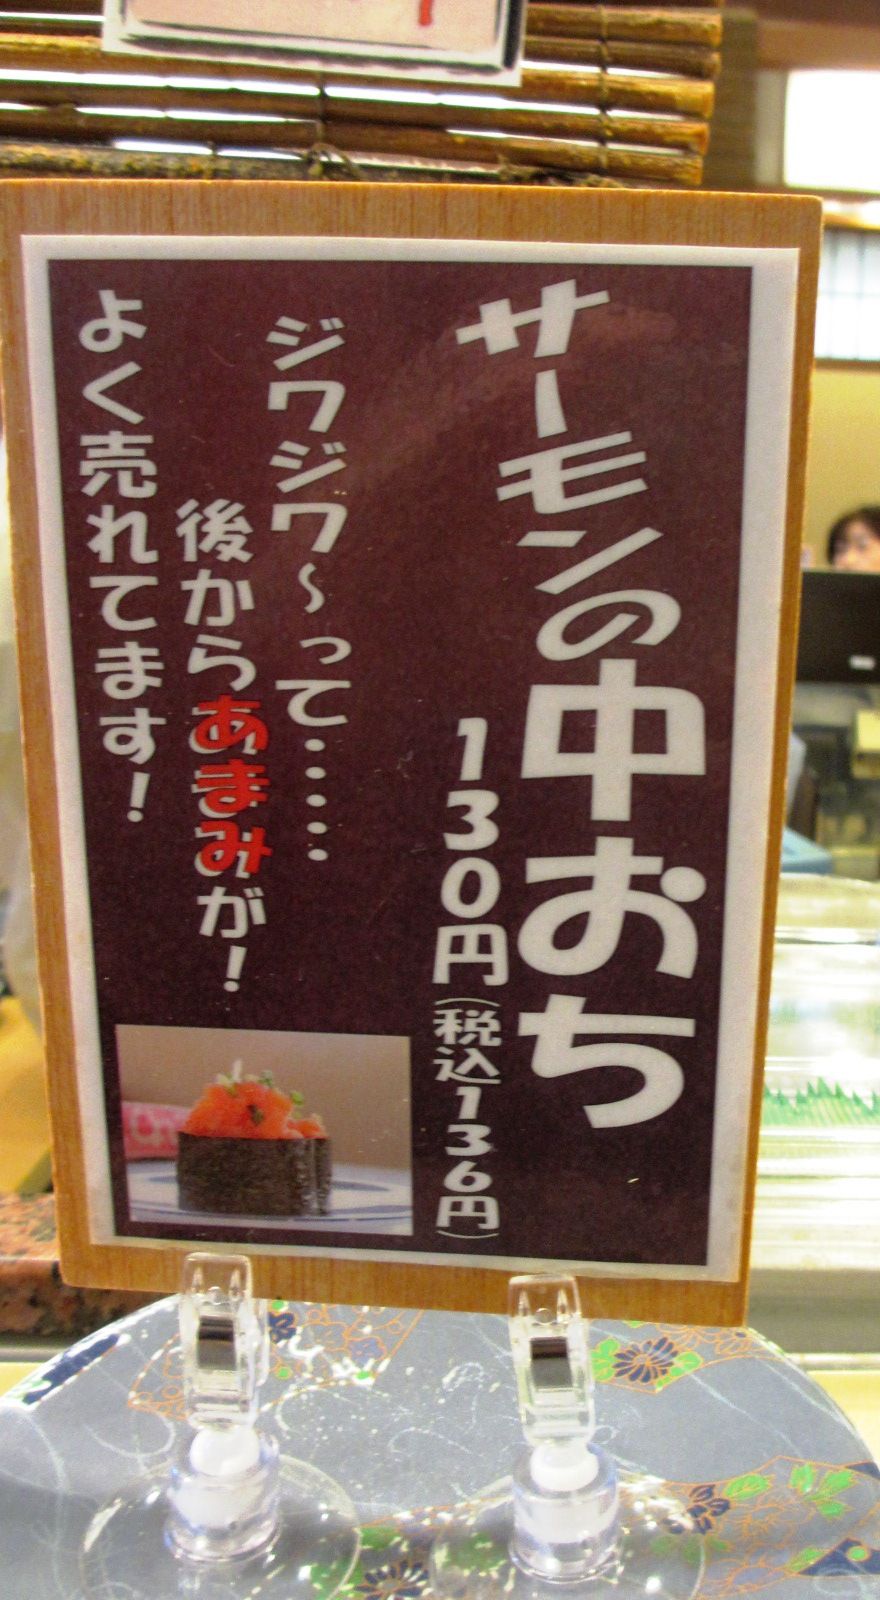 サーモンの中おち
130円(税込136円)
ジワジワ～って……
後からあまみが!
よく売れてます!